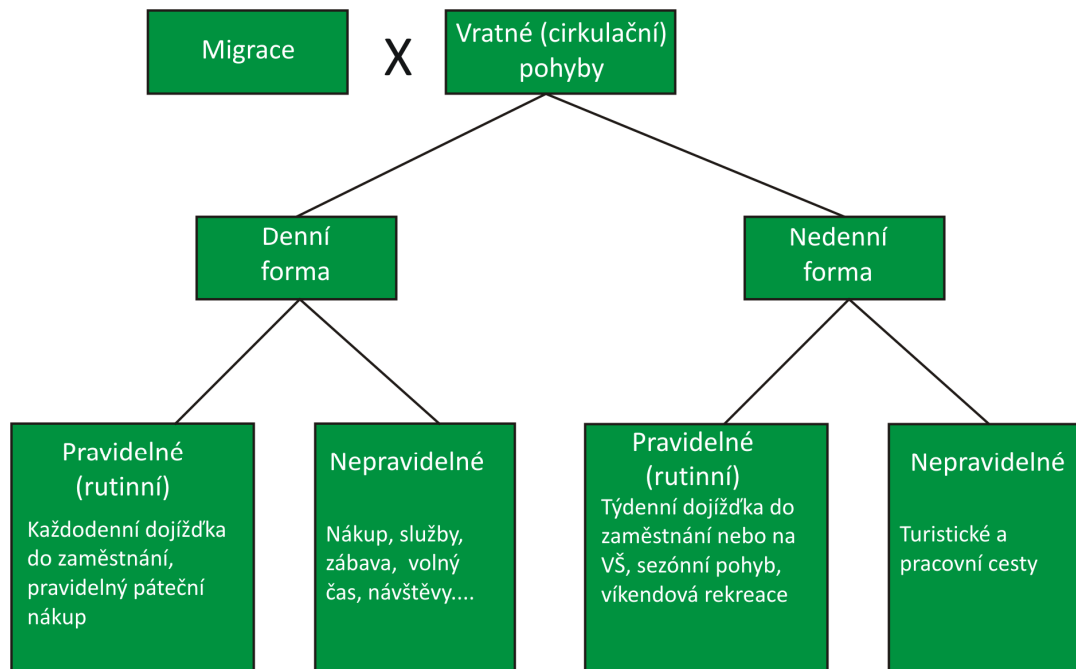 Migrace
X
Vratné (cirkulační)
pohyby
Denní
forma
Nedenní
forma
Pravidelné
(rutinní)
Každodenní dojížďka
do zaměstnání,
pravidelný páteční
nákup
Nepravidelné
Nákup, služby,
zábava,  volný
čas, návštěvy....
Pravidelné
(rutinní)
Týdenní dojížďka do
zaměstnání nebo na
VŠ, sezónní pohyb,
víkendová rekreace
Nepravidelné
Turistické a
pracovní cesty